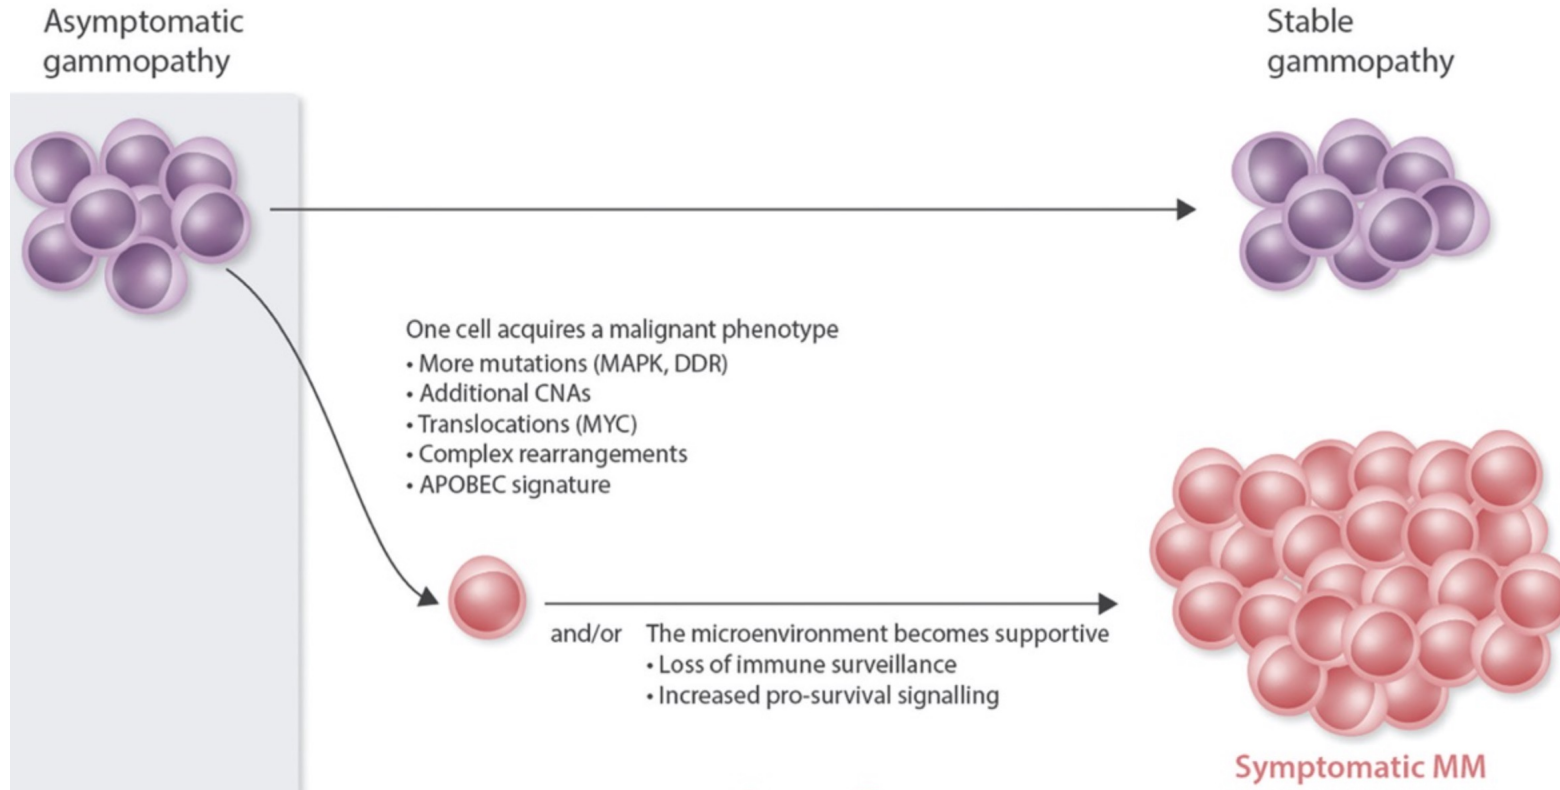 Asymptomatic
gammopathy
Stable
gammopathy
One cell acquires a malignant phenotype
• More mutations (MAPK, DDR)
• Additional CNAs
• Translocations (MYC)
• Complex rearrangements
• APOBEC signature
and/or
The microenvironment becomes supportive
• Loss of immune surveillance
• Increased pro-survival signalling
Symptomatic MM